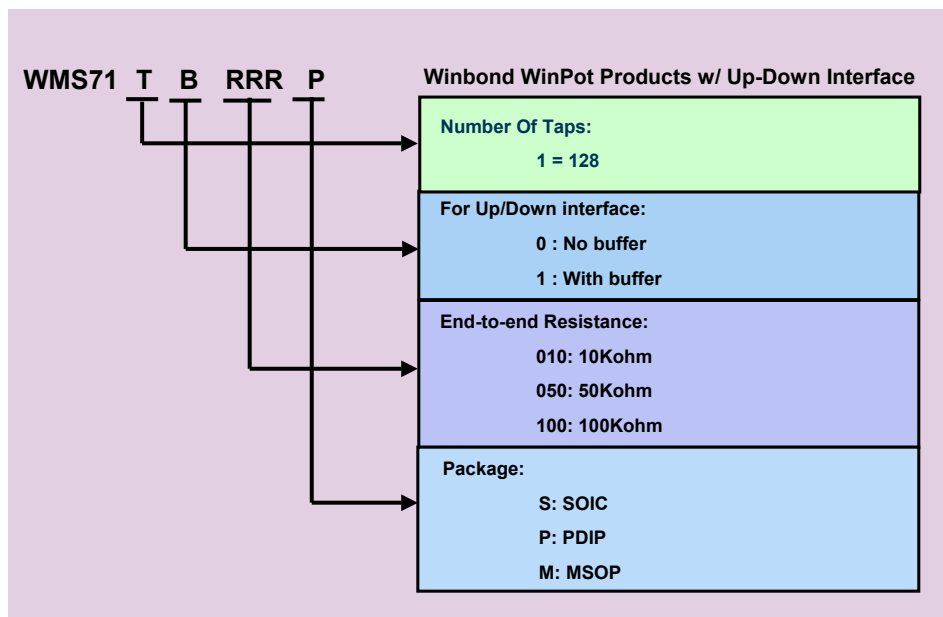 WMS71 T B RRR P
Winbond WinPot Products w/ Up-Down Interface
Number Of Taps:
1 = 128
For Up/Down interface:
0 : No buffer
1 : With buffer
End-to-end Resistance:
010: 10Kohm
050: 50Kohm
100: 100Kohm
Package:
S: SOIC
P: PDIP
M: MSOP